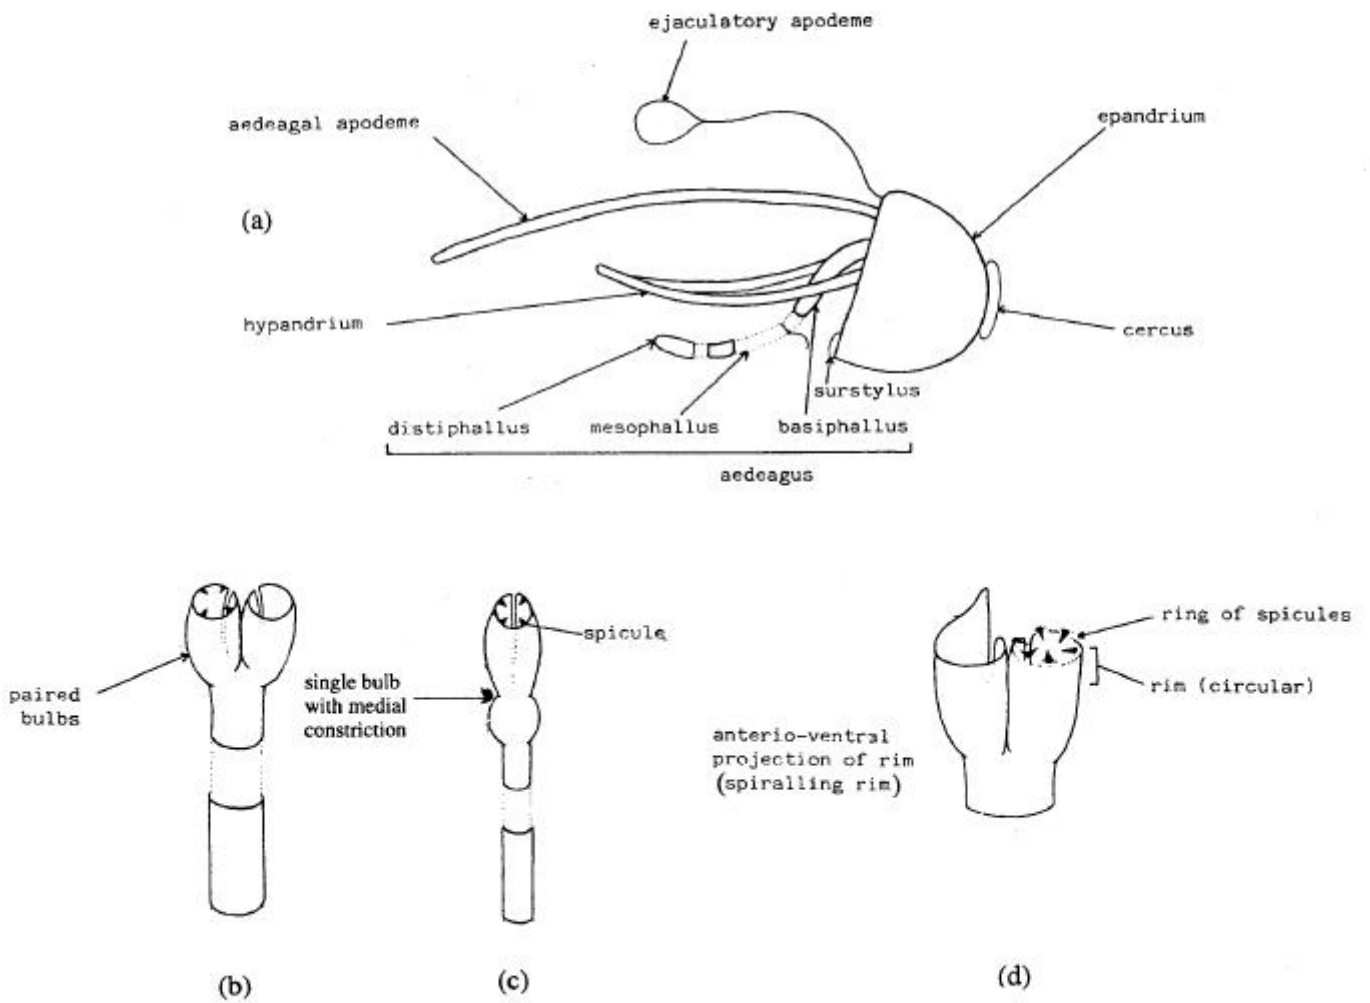 ejaculatory apodeme
aedeagal apodeme
epandrium
(a)
hypandrium
cercus
surstylus
distiphallus
mesophallus
basiphallus
aedeagus
paired
bulbs
single bulb
with medial
constriction
spicule
ring of spicules
rim (circular)
anterio-ventral
projection of rim
(spiralling rim)
(b)
(c)
(d)